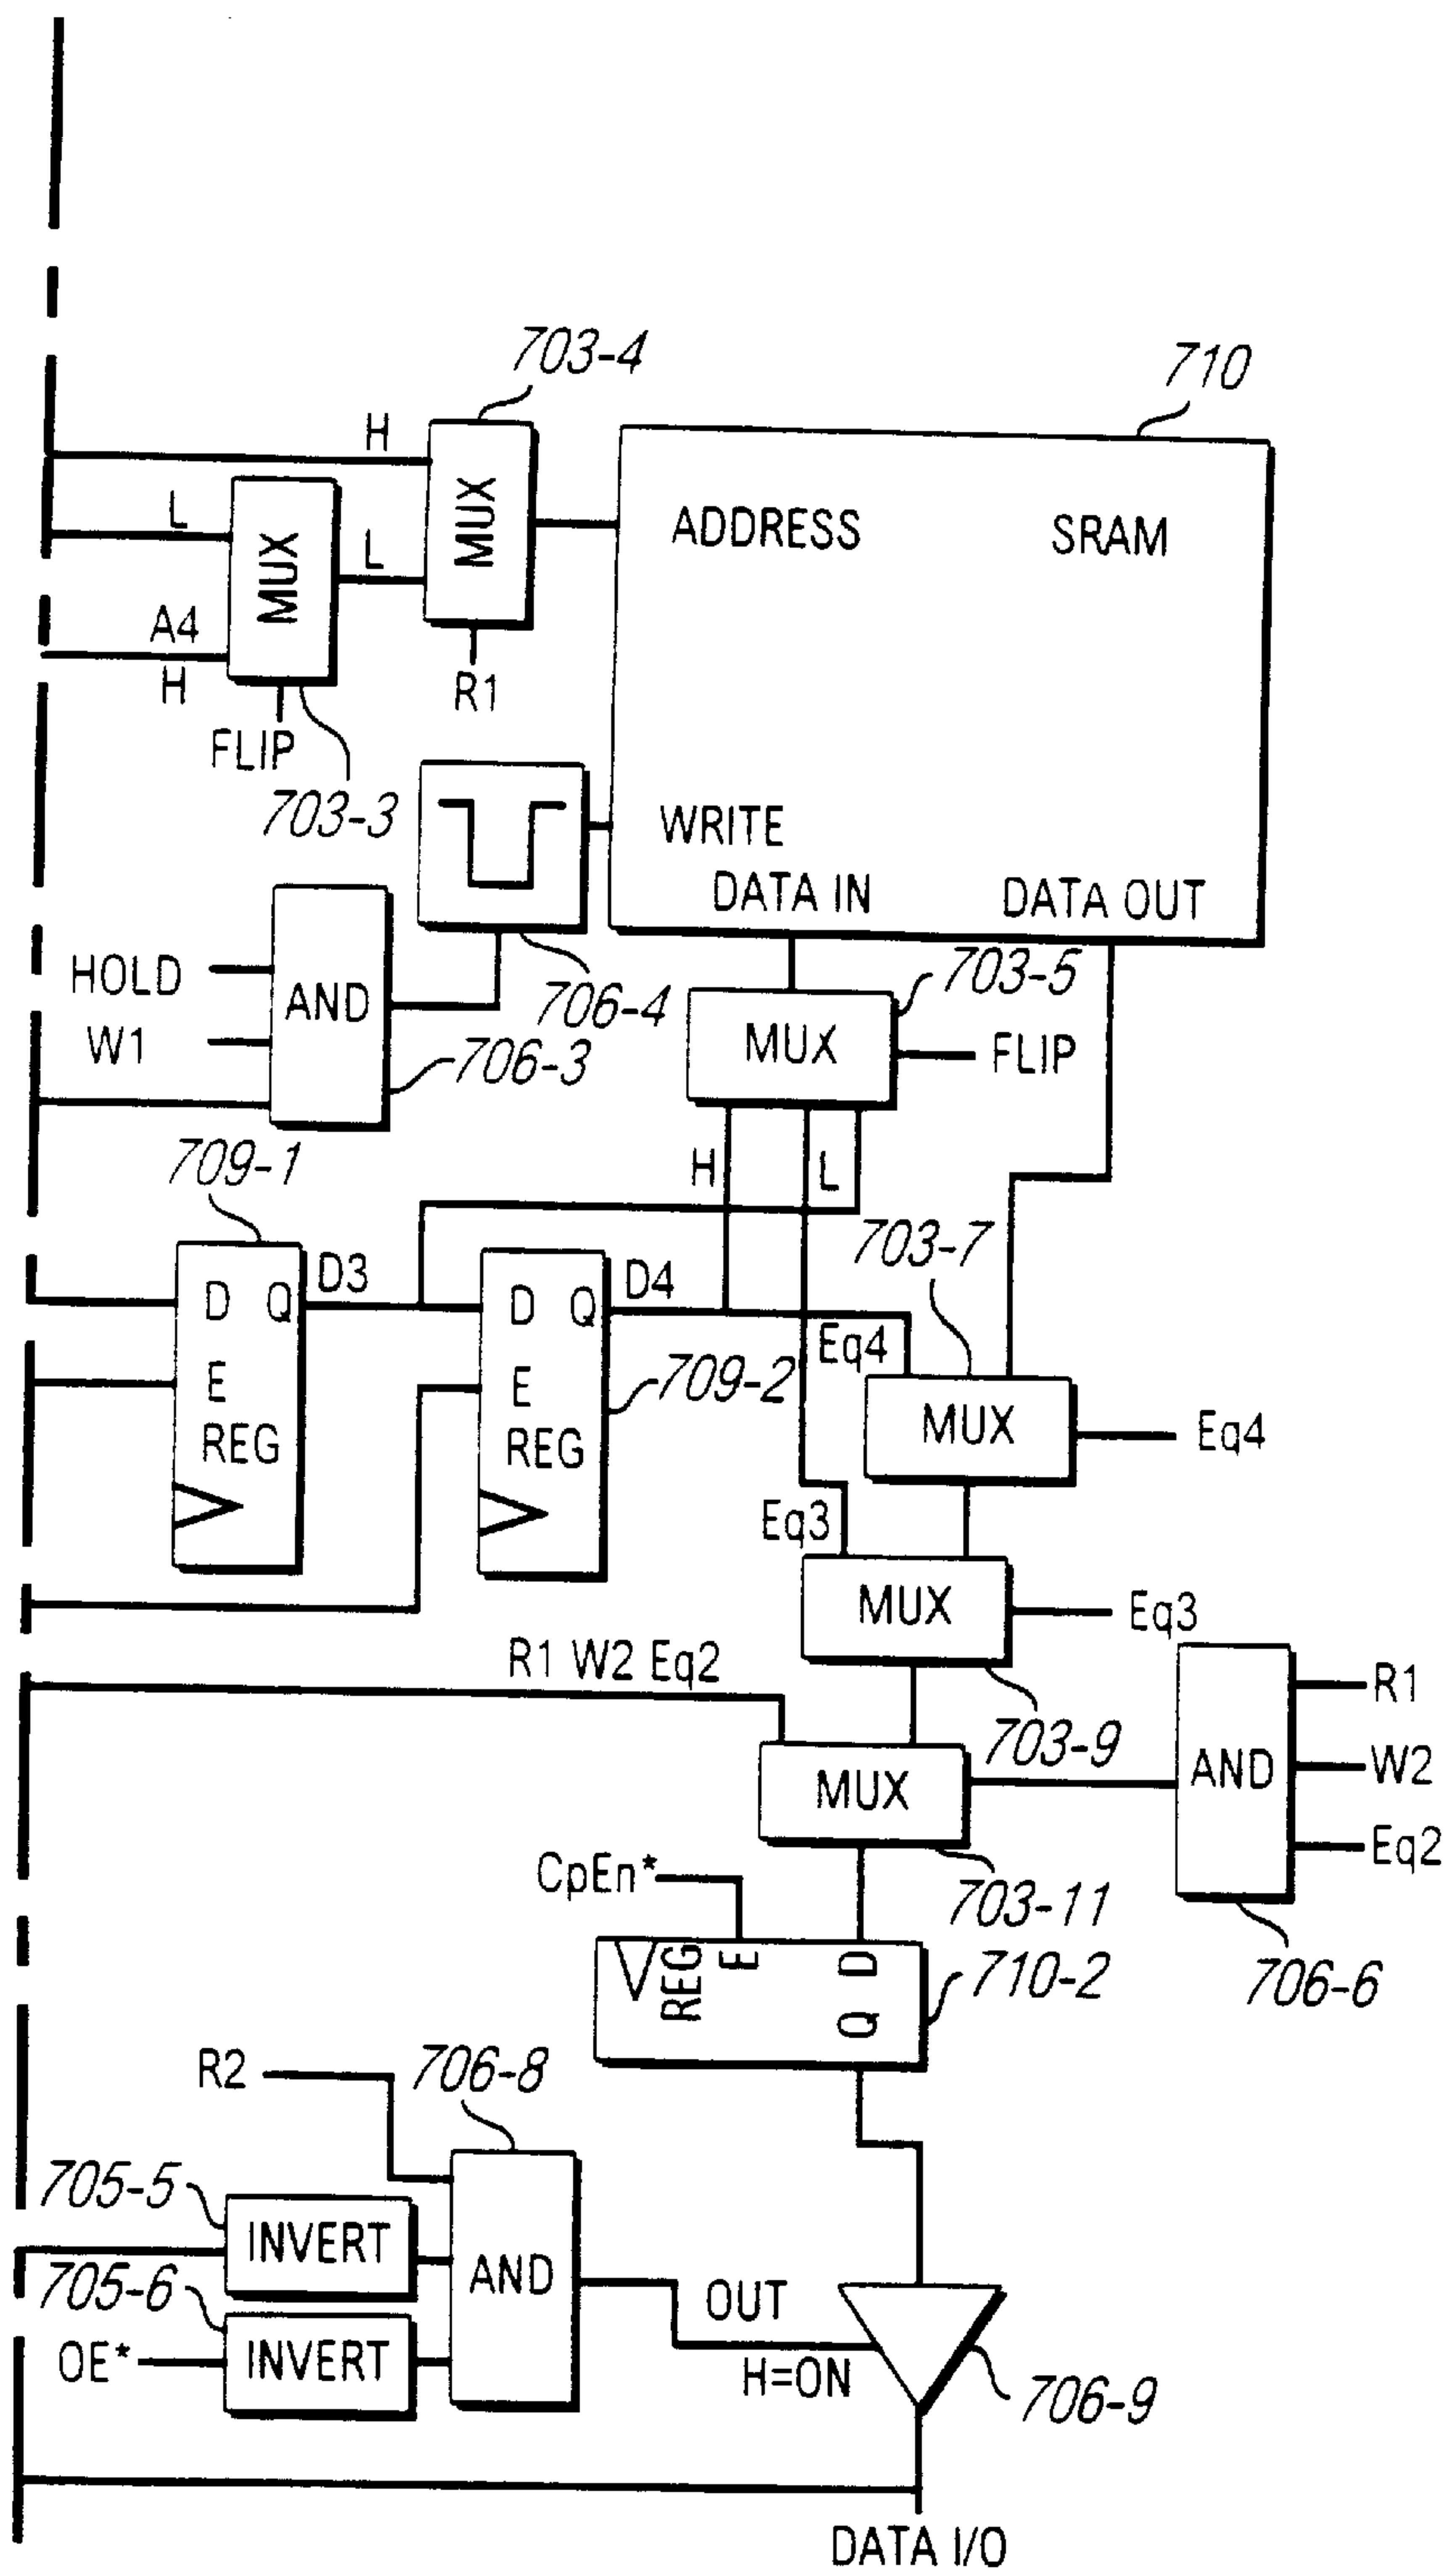 703-4
710
H
MUX
L
MUX
L
ADDRESS
SRAM
A4
H
R1
FLIP
703-3
WRITE
DATA IN
DATA OUT
HOLD
AND
W1
706-4
703-5
MUX
FLIP
706-3
709-1
H
L
703-7
D Q
D3
D Q
D4
Eq4
E
E
709-2
REG
REG
MUX
Eq4
Eq3
MUX
Eq3
R1 W2 Eq2
R1
703-9
AND
W2
MUX
Eq2
CpEn*
703-11
REG
E
D
Q
710-2
706-6
R2
706-8
705-5
INVERT
AND
705-6
OUT
OE*
INVERT
H=ON
706-9
DATA I/O